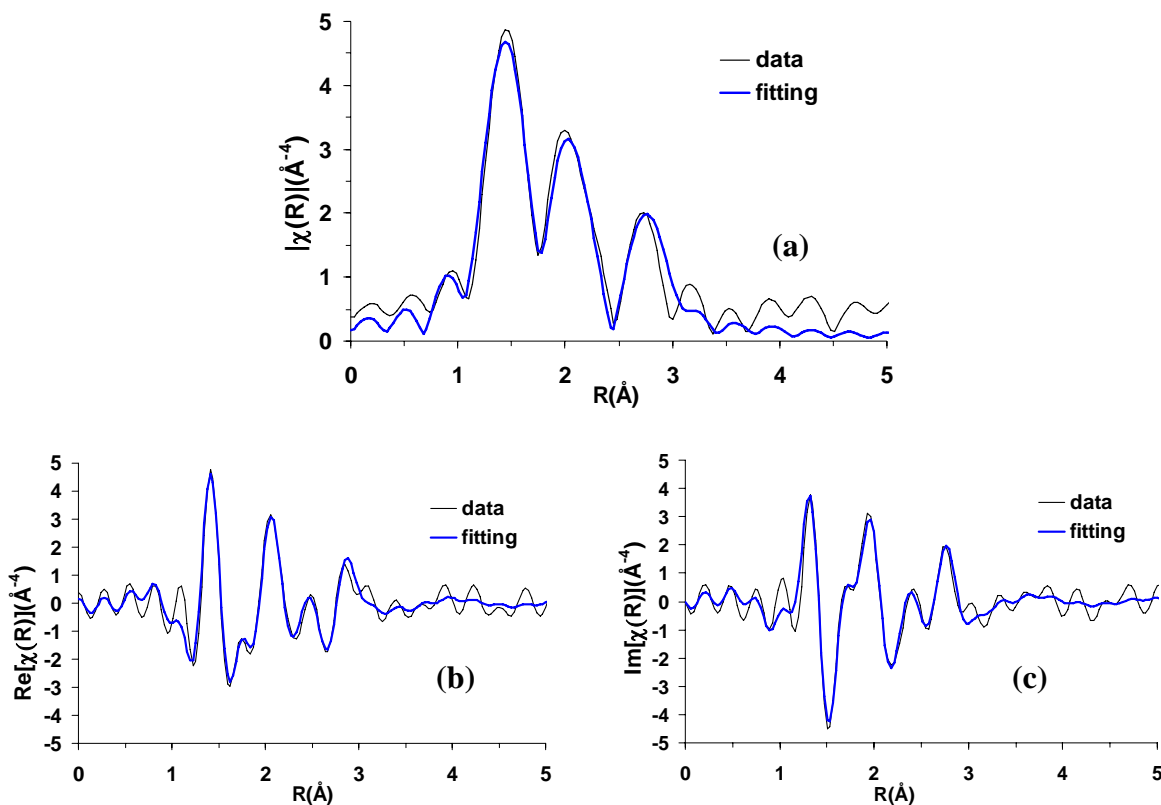 5
4
3
2
1
0
|χ(R)|(Å⁻⁴)
data
fitting
(a)
0 1 2 3 4 5
R(Å)
5
4
3
2
1
0
-1
-2
-3
-4
-5
Re[χ(R)](Å⁻⁴)
data
fitting
(b)
0 1 2 3 4 5
R(Å)
5
4
3
2
1
0
-1
-2
-3
-4
-5
Im[χ(R)](Å⁻⁴)
data
fitting
(c)
0 1 2 3 4 5
R(Å)